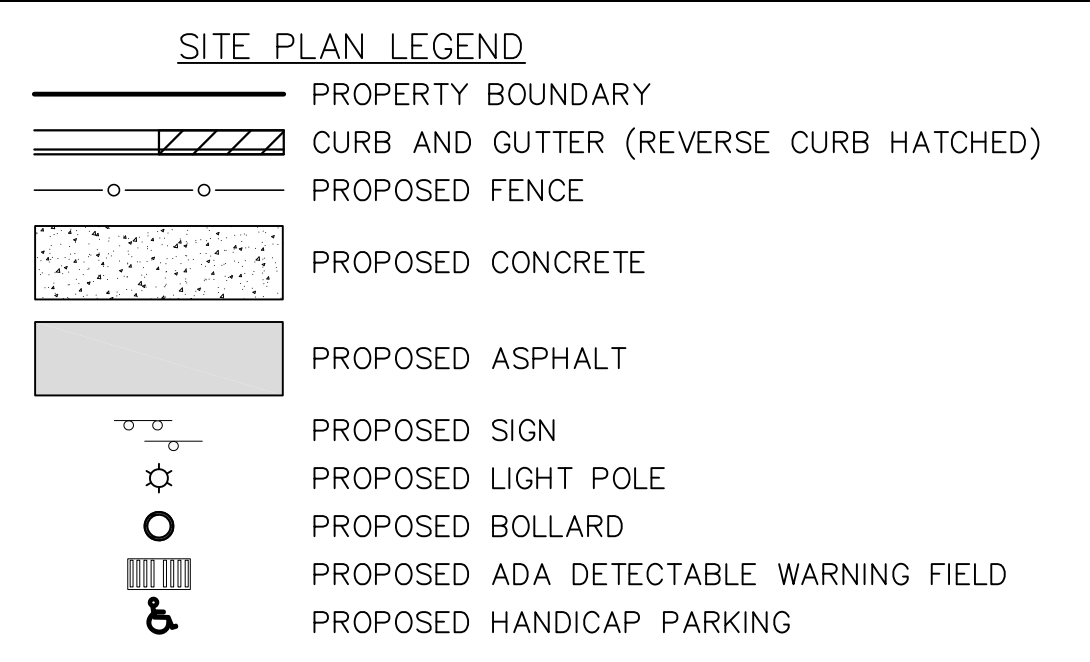 SITE PLAN LEGEND
PROPERTY BOUNDARY
CURB AND GUTTER (REVERSE CURB HATCHED)
PROPOSED FENCE
PROPOSED CONCRETE
PROPOSED ASPHALT
PROPOSED SIGN
PROPOSED LIGHT POLE
PROPOSED BOLLARD
PROPOSED ADA DETECTABLE WARNING FIELD
PROPOSED HANDICAP PARKING